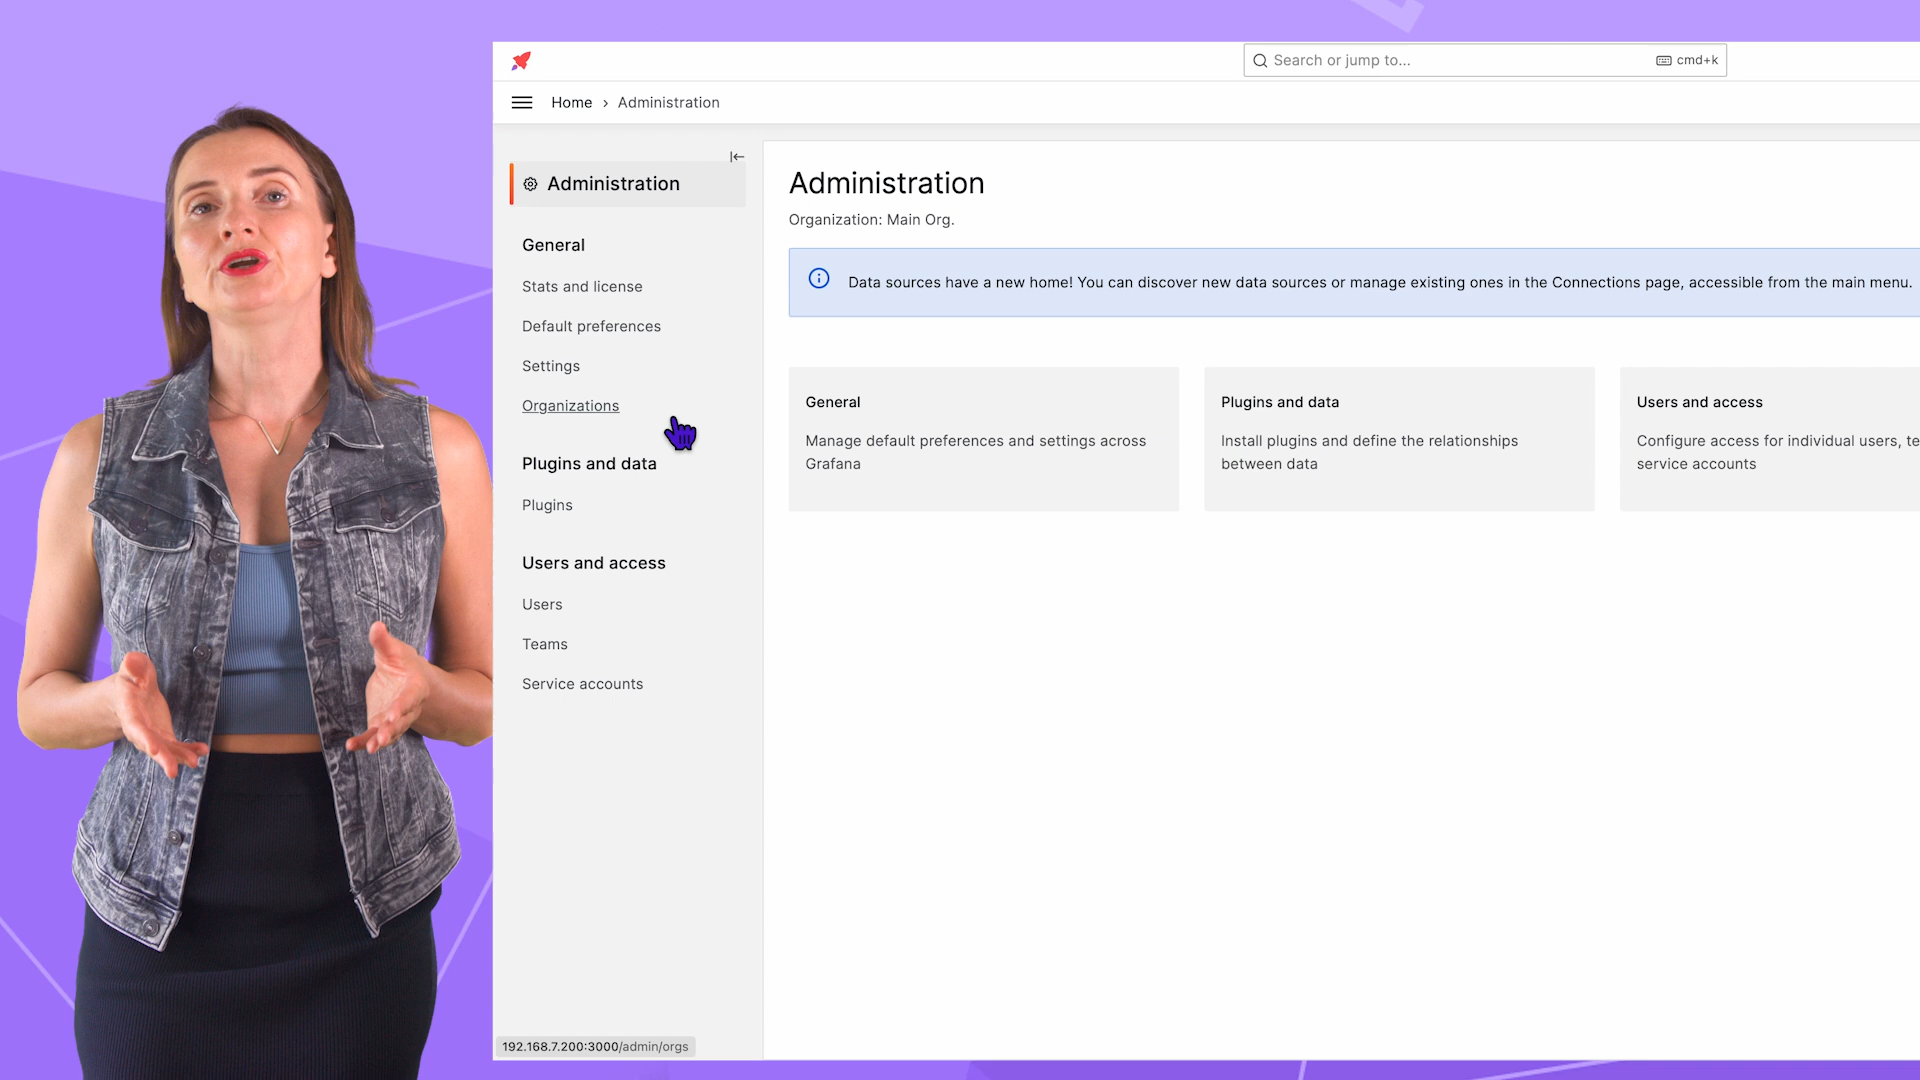 Search or jump to...
cmd+k
Home › Administration
Administration
General
Stats and license
Default preferences
Settings
Organizations
Plugins and data
Plugins
Users and access
Users
Teams
Service accounts
Administration
Organization: Main Org.
Data sources have a new home! You can discover new data sources or manage existing ones in the Connections page, accessible from the main menu.
General
Manage default preferences and settings across
Grafana
Plugins and data
Install plugins and define the relationships
between data
Users and access
Configure access for individual users, te
service accounts
192.168.7.200:3000/admin/orgs